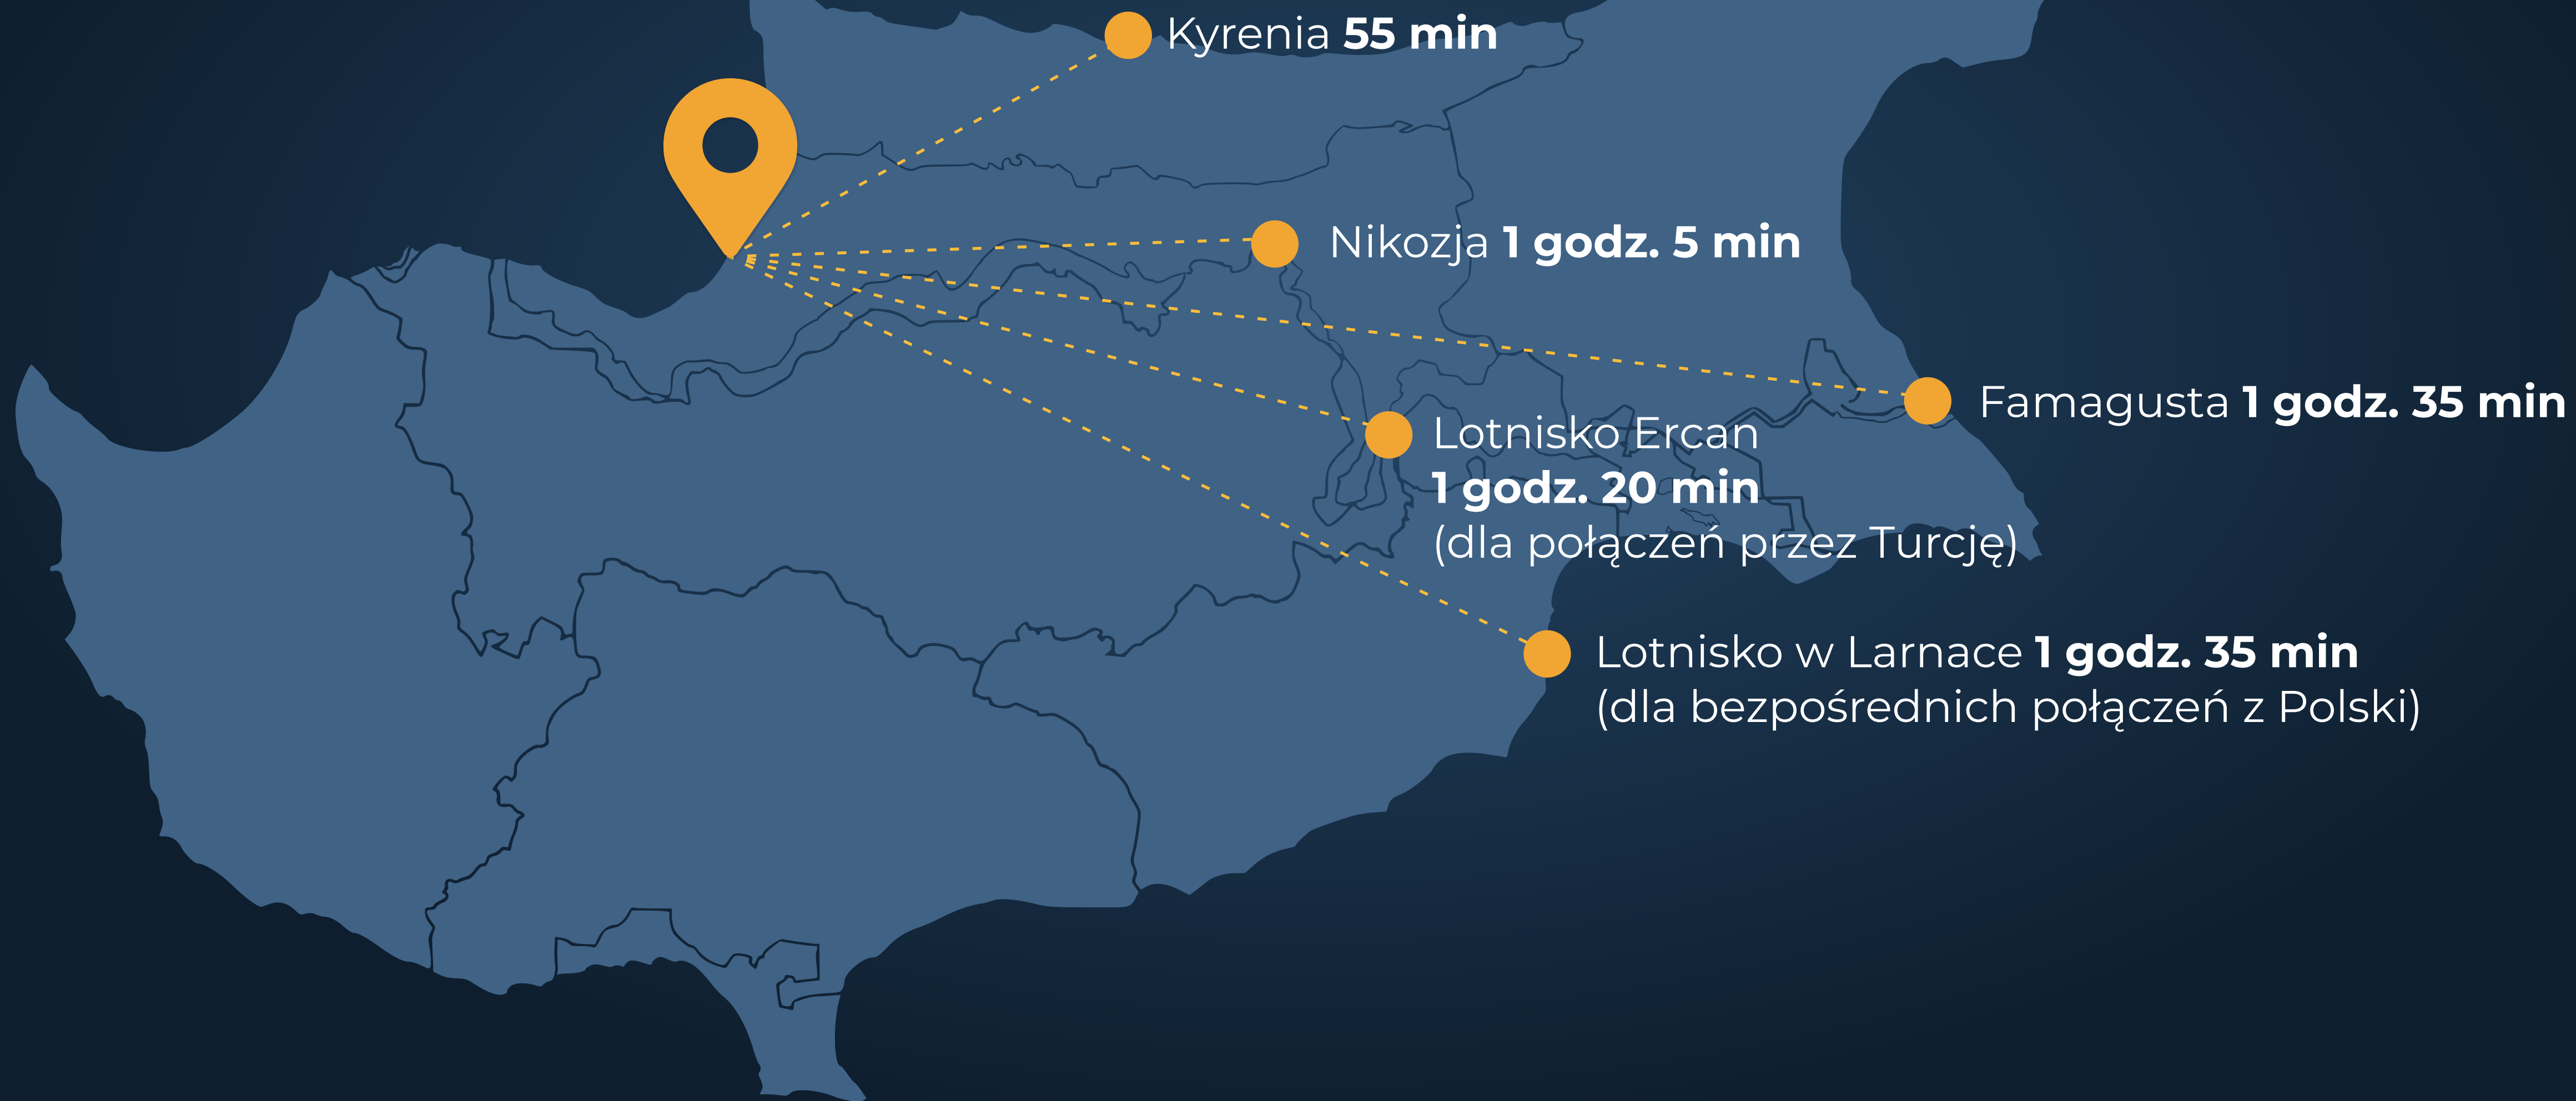 Kyrenia 55 min
Nikozja 1 godz. 5 min
Famagusta 1 godz. 35 min
Lotnisko Ercan
1 godz. 20 min
(dla połączeń przez Turcję)
Lotnisko w Larnace 1 godz. 35 min
(dla bezpośrednich połączeń z Polski)